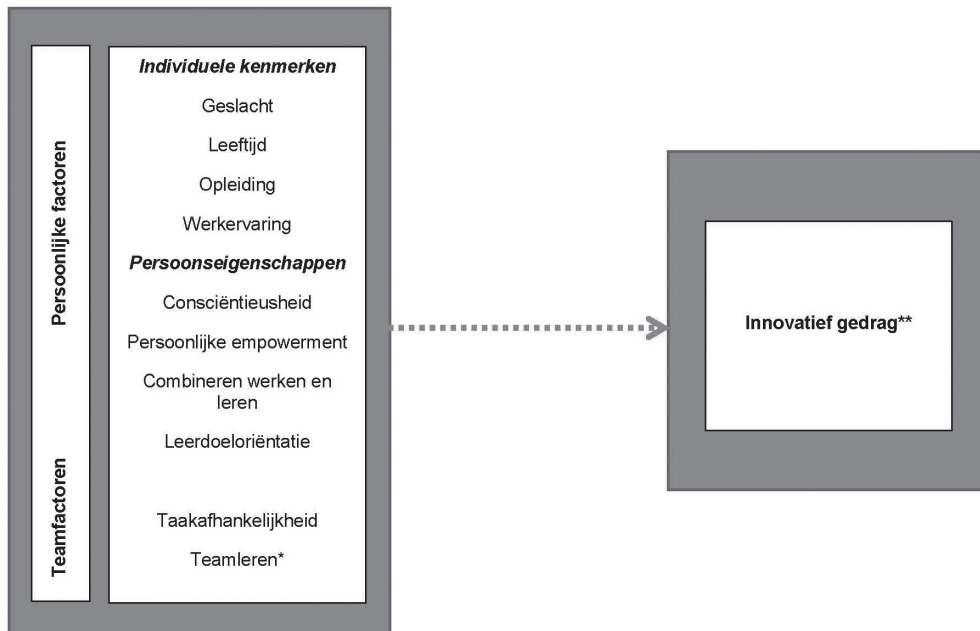 Persoonlijke factoren
Individuele kenmerken
Geslacht
Leeftijd
Opleiding
Werkervaring
Persoonseigenschappen
Consciëntieusheid
Persoonlijke empowerment
Combineren werken en
leren
Leerdoeloriëntatie
Teamfactoren
Taakafhankelijkheid
Teamleren*
Innovatief gedrag**